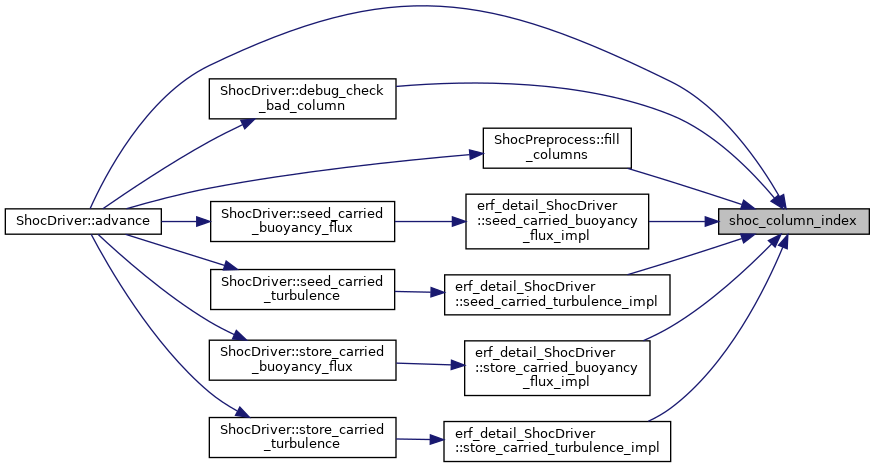 ShocDriver::debug_check
_bad_column
ShocPreprocess::fill
_columns
ShocDriver::advance
ShocDriver::seed_carried
_buoyancy_flux
erf_detail_ShocDriver
::seed_carried_buoyancy
_flux_impl
shoc_column_index
ShocDriver::seed_carried
_turbulence
erf_detail_ShocDriver
::seed_carried_turbulence_impl
ShocDriver::store_carried
_buoyancy_flux
erf_detail_ShocDriver
::store_carried_buoyancy
_flux_impl
ShocDriver::store_carried
_turbulence
erf_detail_ShocDriver
::store_carried_turbulence_impl